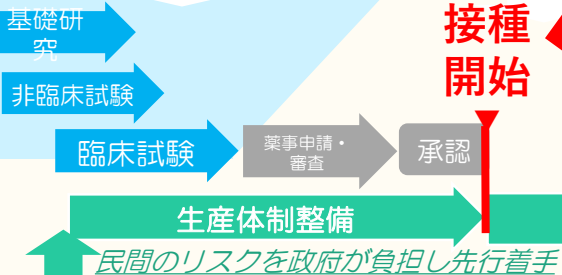 基礎研
究
非臨床試験
臨床試験
薬事申請・
審査
承認
接種
開始
生産体制整備
民間のリスクを政府が負担し先行着手